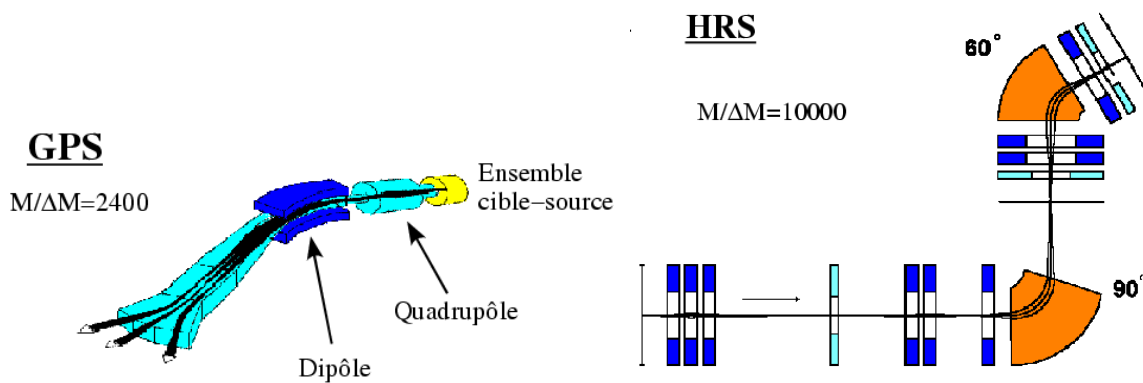 GPS
M/ΔM=2400
Ensemble
cible−source
Quadrupôle
Dipôle
HRS
M/ΔM=10000
60°
90°